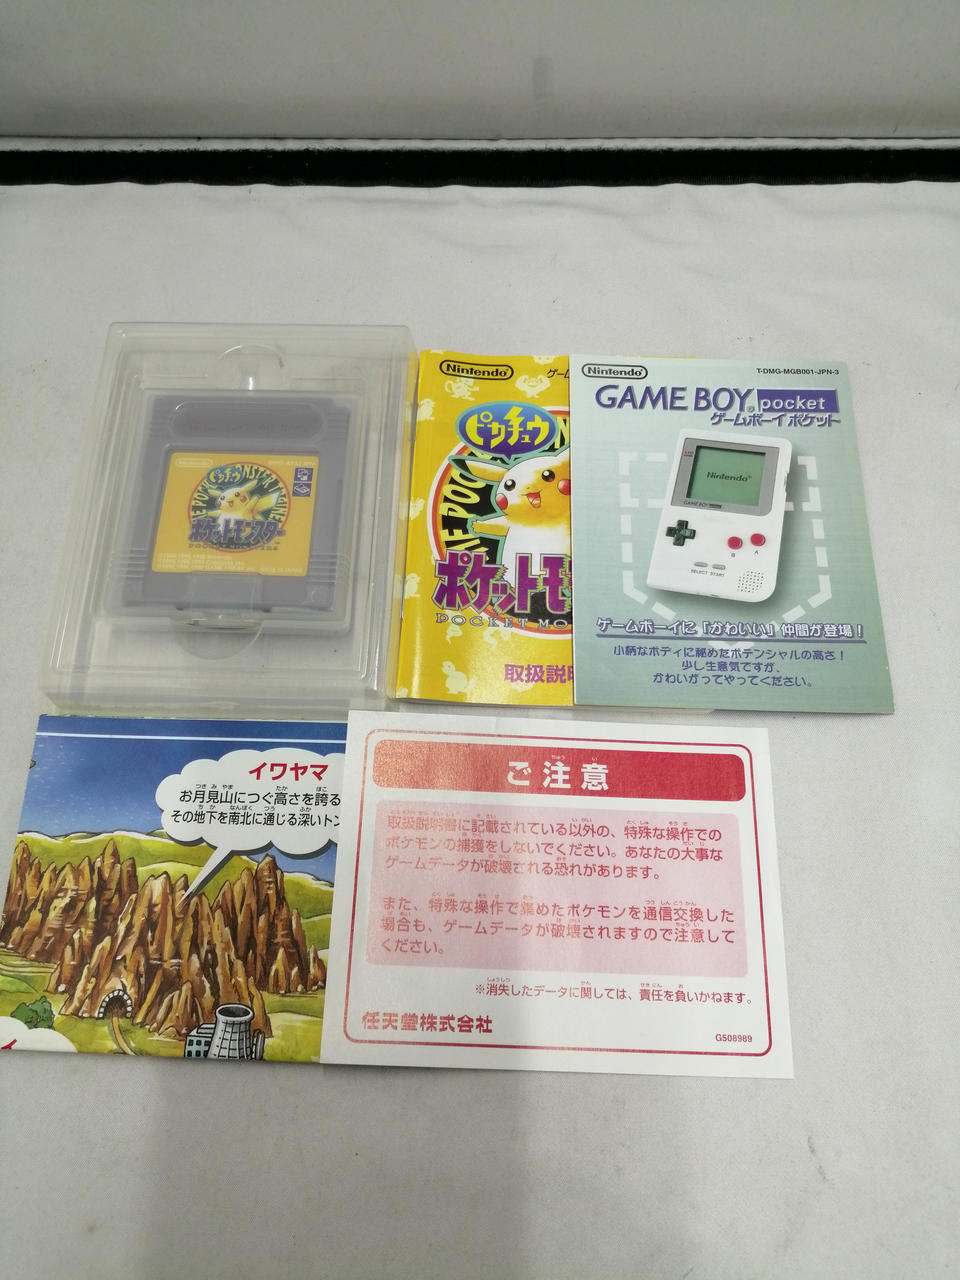 Nintendo
ピカチュウ
ポケットモンスター
Nintendo
ゲー
ピカチュウ
ポケットモ
POCKET MO
取扱説
Nintendo
T-DMG-MGB001-JPN-3
GAME BOY pocket
ゲームボーイ ポケット
Nintendo
GAME BOY
B
A
SELECT START
ゲームボーイに「かわいい」仲間が登場!
小柄なボディに秘めたポテンシャルの高さ!
少し生意気ですが、
かわいがってやってください。
イワヤマ
お月見山につぐ高さを誇る
その地下を南北に通じる深いトン
ご注意
取扱説明書に記載されている以外の、特殊な操作での
ポケモンの捕獲をしないでください。あなたの大事な
ゲームデータが破壊される恐れがあります。
また、特殊な操作で集めたポケモンを通信交換した
場合も、ゲームデータが破壊されますので注意して
ください。
※消失したデータに関しては、責任を負いかねます。
任天堂株式会社
G508989